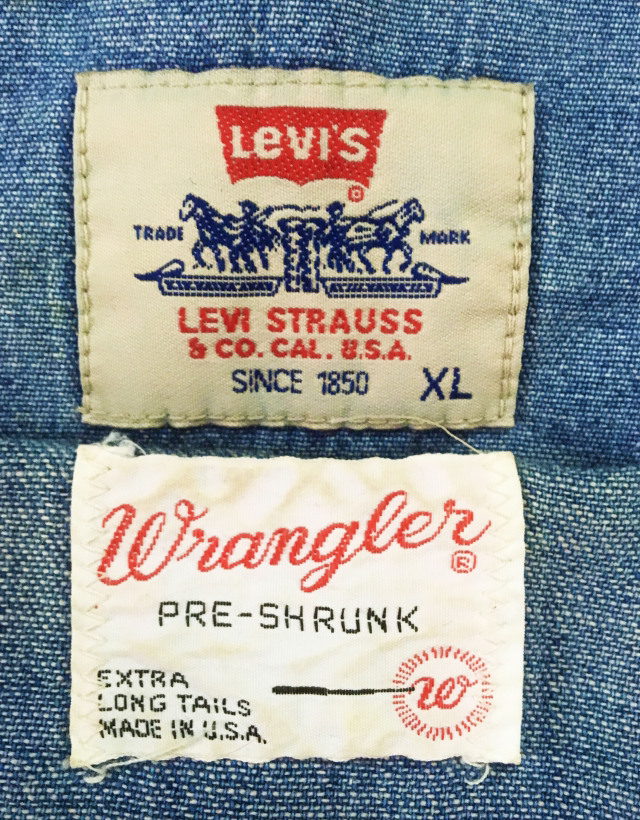 LEVI'S
®
TRADE MARK
LEVI STRAUSS
& CO. CAL. U.S.A.
SINCE 1850 XL
Wrangler
®
PRE-SHRUNK
EXTRA
LONG TAILS
MADE IN U.S.A.
W